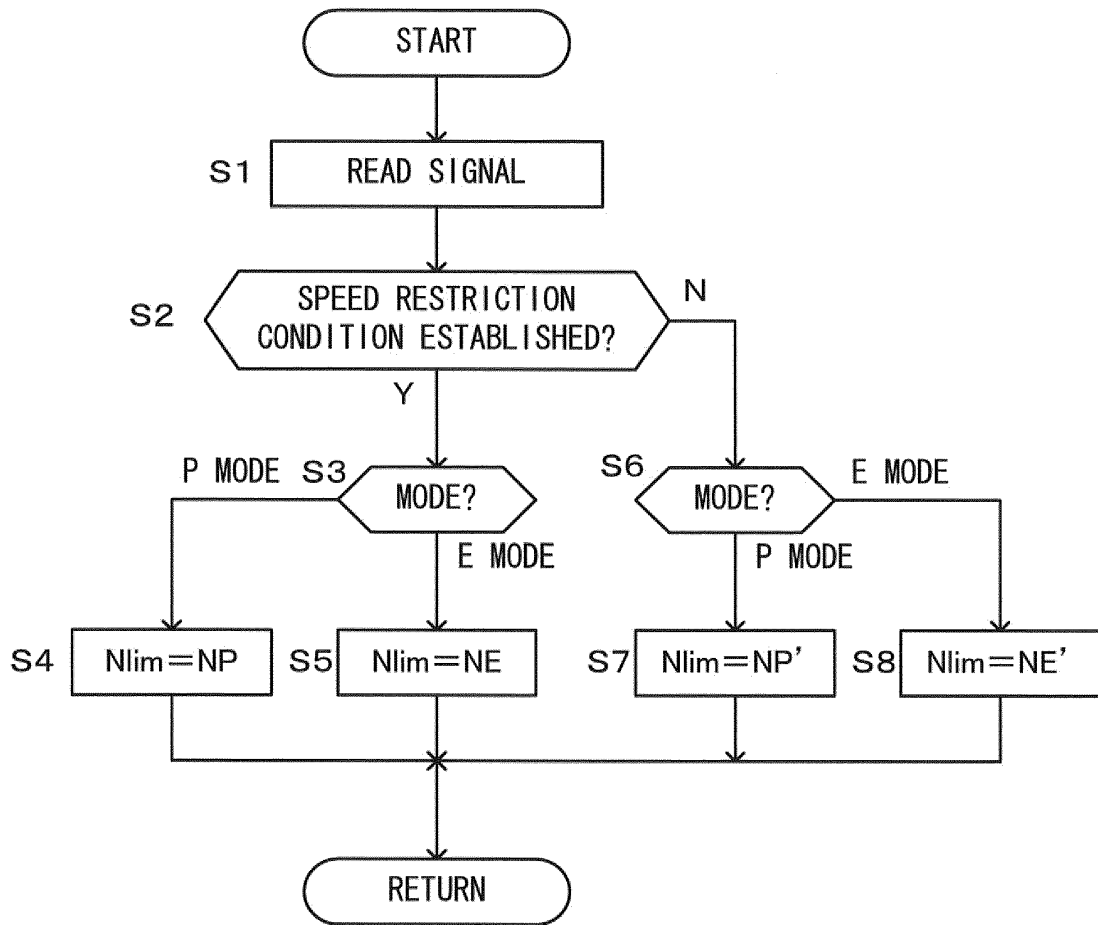 START
S1
READ SIGNAL
S2
SPEED RESTRICTION
CONDITION ESTABLISHED?
N
Y
P MODE
S3
MODE?
E MODE
S6
MODE?
E MODE
P MODE
S4
Nlim=NP
S5
Nlim=NE
S7
Nlim=NP'
S8
Nlim=NE'
RETURN